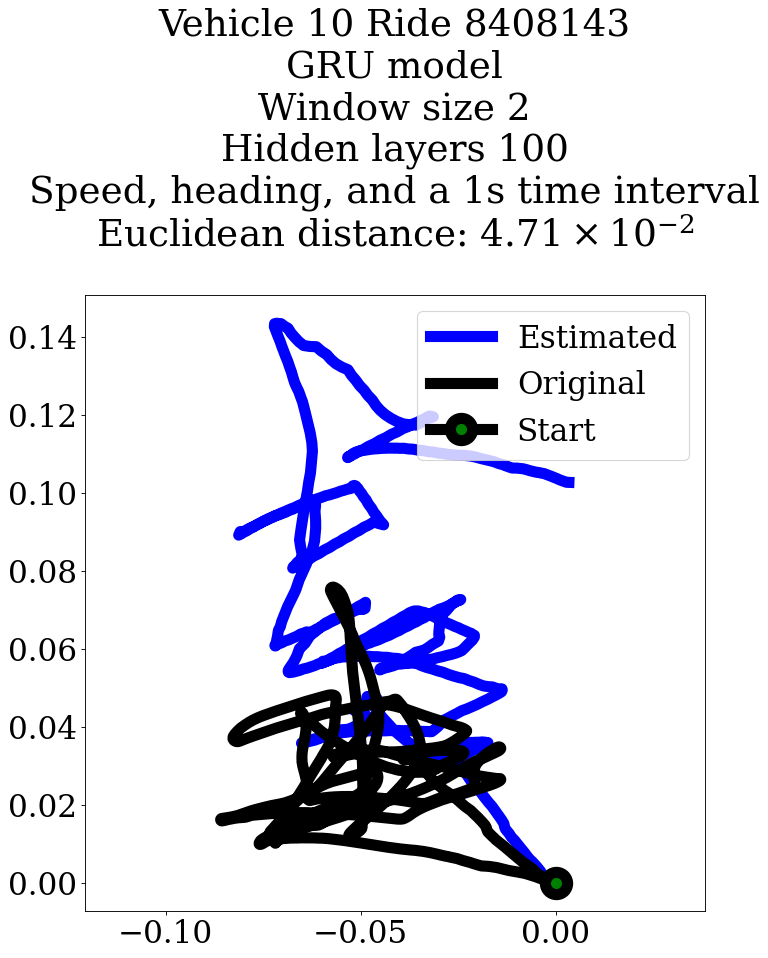 Vehicle 10 Ride 8408143
GRU model
Window size 2
Hidden layers 100
Speed, heading, and a 1s time interval
Euclidean distance: 4.71 × 10⁻²
Estimated
Original
Start
0.14
0.12
0.10
0.08
0.06
0.04
0.02
0.00
−0.10
−0.05
0.00